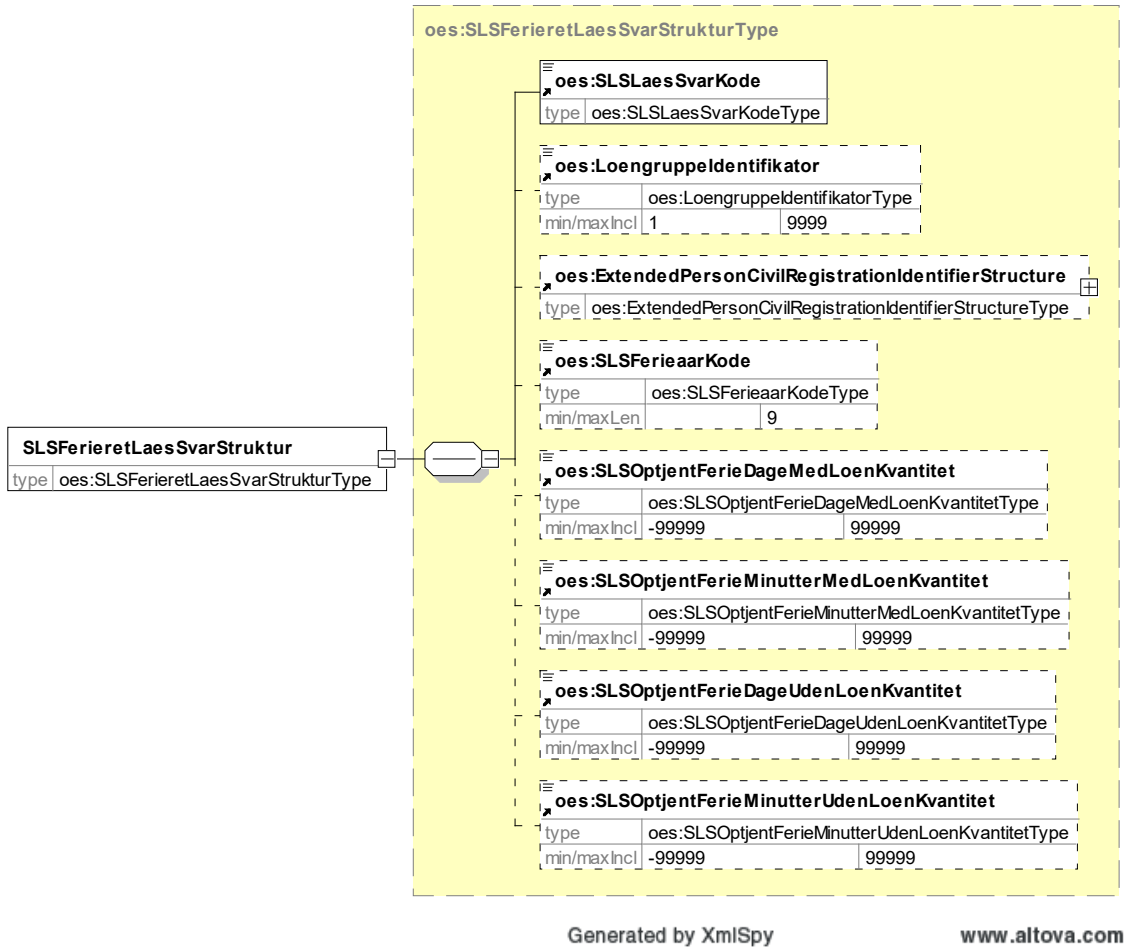 oes:SLSFerieretLaesSvarStrukturType
oes:SLSLaesSvarKode
type oes:SLSLaesSvarKodeType
oes:LoengruppeIdentifikator
type oes:LoengruppeIdentifikatorType
min/maxIncl 1 9999
oes:ExtendedPersonCivilRegistrationIdentifierStructure
type oes:ExtendedPersonCivilRegistrationIdentifierStructureType
oes:SLSFerieaarKode
type oes:SLSFerieaarKodeType
min/maxLen 9
SLSFerieretLaesSvarStruktur
type oes:SLSFerieretLaesSvarStrukturType
oes:SLSOptjentFerieDageMedLoenKvantitet
type oes:SLSOptjentFerieDageMedLoenKvantitetType
min/maxIncl -99999 99999
oes:SLSOptjentFerieMinutterMedLoenKvantitet
type oes:SLSOptjentFerieMinutterMedLoenKvantitetType
min/maxIncl -99999 99999
oes:SLSOptjentFerieDageUdenLoenKvantitet
type oes:SLSOptjentFerieDageUdenLoenKvantitetType
min/maxIncl -99999 99999
oes:SLSOptjentFerieMinutterUdenLoenKvantitet
type oes:SLSOptjentFerieMinutterUdenLoenKvantitetType
min/maxIncl -99999 99999
Generated by XmlSpy www.altova.com